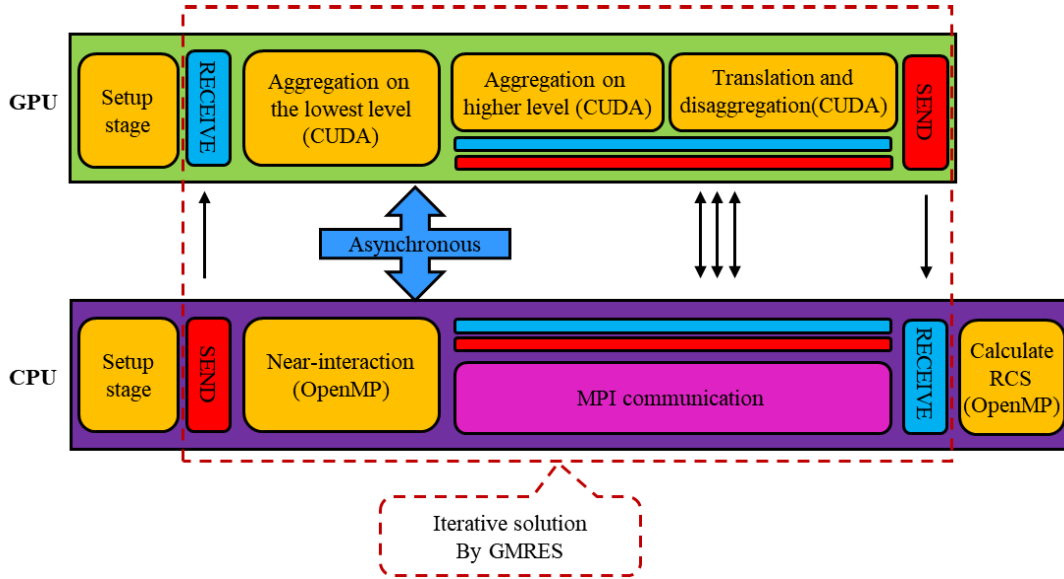 GPU
Setup
stage
RECEIVE
Aggregation on
the lowest level
(CUDA)
Aggregation on
higher level (CUDA)
Translation and
disaggregation(CUDA)
SEND
Asynchronous
CPU
Setup
stage
SEND
Near-interaction
(OpenMP)
MPI communication
RECEIVE
Calculate
RCS
(OpenMP)
Iterative solution
By GMRES